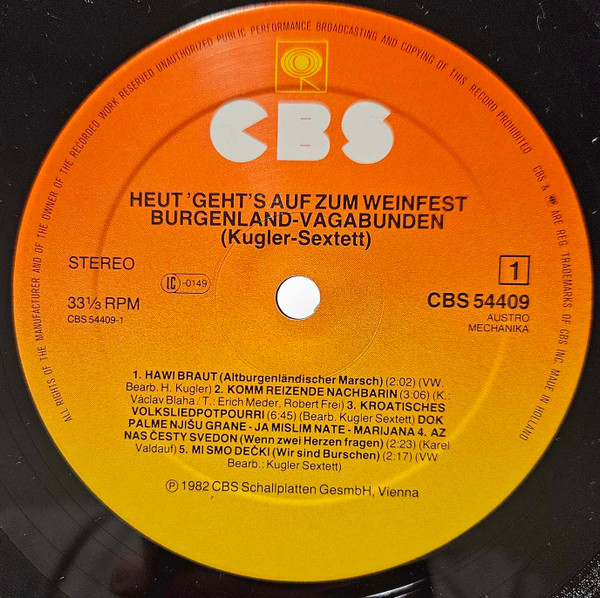 ALL RIGHTS OF THE MANUFACTURER AND OF THE OWNER OF THE RECORDED WORK RESERVED UNAUTHORIZED PUBLIC PERFORMANCE BROADCASTING AND COPYING OF THIS RECORD PROHIBITED
CBS & ARE REG. TRADEMARKS OF CBS INC. MADE IN HOLLAND
CBS
HEUT 'GEHT'S AUF ZUM WEINFEST
BURGENLAND-VAGABUNDEN
(Kugler-Sextett)
STEREO
LC -0149
1
33⅓ RPM
CBS 54409-1
CBS 54409
AUSTRO
MECHANIKA
1. HAWI BRAUT (Altburgenländischer Marsch) (2:02) (VW.
Bearb. H. Kugler) 2. KOMM REIZENDE NACHBARIN (3:06) (K.:
Václav Blaha / T.: Erich Meder, Robert Frei) 3. KROATISCHES
VOLKSLIEDPOTPOURRI (6:45) (Bearb. Kugler Sextett) DOK
PALME NJIŠU GRANE - JA MISLIM NATE - MARIJANA 4. AZ
NAS ČESTY SVEDON (Wenn zwei Herzen fragen) (2:23) (Karel
Valdauf) 5. MI SMO DEČKI (Wir sind Burschen) (2:17) (VW
Bearb.: Kugler Sextett)
Ⓟ 1982 CBS Schallplatten GesmbH, Vienna